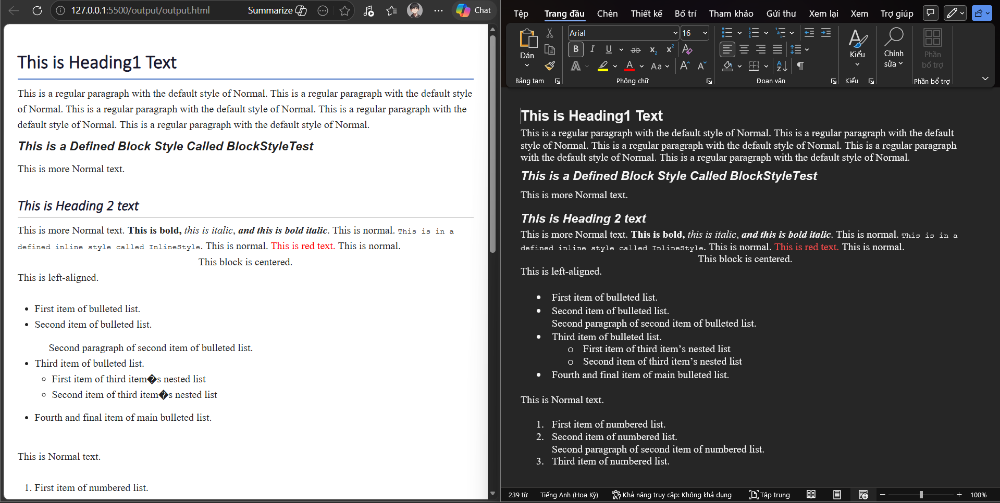 127.0.0.1:5500/output/output.html
Summarize
Chat
This is Heading1 Text
This is a regular paragraph with the default style of Normal. This is a regular paragraph with the default style
of Normal. This is a regular paragraph with the default style of Normal. This is a regular paragraph with the
default style of Normal. This is a regular paragraph with the default style of Normal.
This is a Defined Block Style Called BlockStyleTest
This is more Normal text.
This is Heading 2 text
This is more Normal text. This is bold, this is italic, and this is bold italic. This is normal. This is in a
defined inline style called InlineStyle. This is normal. This is red text. This is normal.
This block is centered.
This is left-aligned.
• First item of bulleted list.
• Second item of bulleted list.
Second paragraph of second item of bulleted list.
• Third item of bulleted list.
○ First item of third item�s nested list
○ Second item of third item�s nested list
• Fourth and final item of main bulleted list.
This is Normal text.
1. First item of numbered list.
Tệp Trang đầu Chèn Thiết kế Bố trí Tham khảo Gửi thư Xem lại Xem Trợ giúp
Dán
Arial 16
B I U ab x₂ x² A
A A Aa A A
Kiểu
Chỉnh sửa
Phần bổ trợ
Bảng tạm Phông chữ Đoạn văn Kiểu Phần bổ trợ
This is Heading1 Text
This is a regular paragraph with the default style of Normal. This is a regular paragraph with the default
style of Normal. This is a regular paragraph with the default style of Normal. This is a regular paragraph
with the default style of Normal. This is a regular paragraph with the default style of Normal.
This is a Defined Block Style Called BlockStyleTest
This is more Normal text.
This is Heading 2 text
This is more Normal text. This is bold, this is italic, and this is bold italic. This is normal. This is in a
defined inline style called InlineStyle. This is normal. This is red text. This is normal.
This block is centered.
This is left-aligned.
• First item of bulleted list.
• Second item of bulleted list.
Second paragraph of second item of bulleted list.
• Third item of bulleted list.
o First item of third item’s nested list
o Second item of third item’s nested list
• Fourth and final item of main bulleted list.
This is Normal text.
1. First item of numbered list.
2. Second item of numbered list.
Second paragraph of second item of numbered list.
3. Third item of numbered list.
239 từ Tiếng Anh (Hoa Kỳ) Khả năng truy cập: Không khả dụng Tập trung 100%